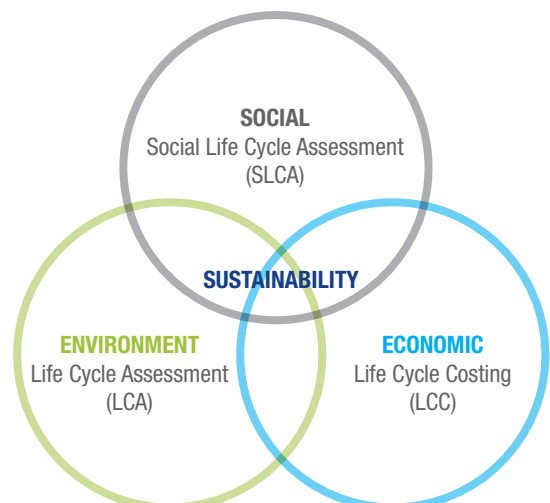 SOCIAL
Social Life Cycle Assessment
(SLCA)
SUSTAINABILITY
ENVIRONMENT
Life Cycle Assessment
(LCA)
ECONOMIC
Life Cycle Costing
(LCC)